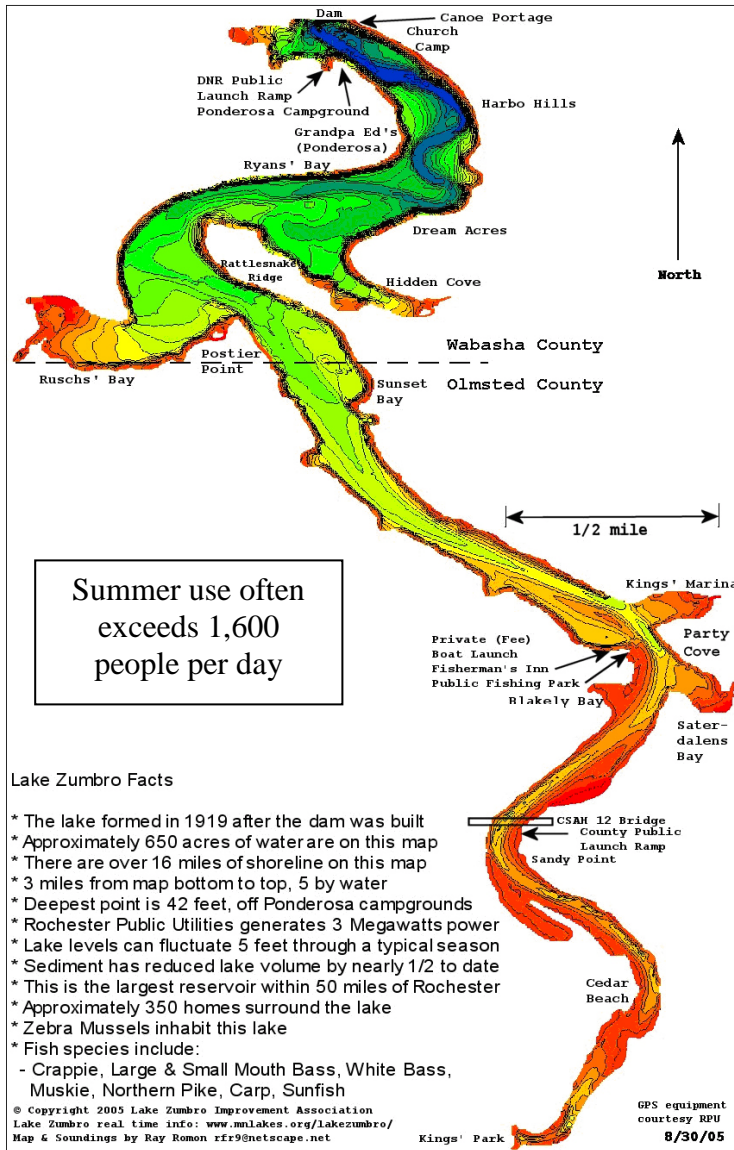 Dam
Canoe Portage
Church
Camp
DNR Public
Launch Ramp
Ponderosa Campground
Harbo Hills
Grandpa Ed's
(Ponderosa)
Ryans' Bay
Dream Acres
North
Rattlesnake
Ridge
Hidden Cove
Wabasha County
Postier
Point
Ruschs' Bay
Sunset
Bay
Olmsted County
1/2 mile
Summer use often
exceeds 1,600
people per day
Kings' Marina
Party
Cove
Private (Fee)
Boat Launch
Fisherman's Inn
Public Fishing Park
Blakely Bay
Sater-
dalens
Bay
CSAH 12 Bridge
County Public
Launch Ramp
Sandy Point
Cedar
Beach
Lake Zumbro Facts
* The lake formed in 1919 after the dam was built
* Approximately 650 acres of water are on this map
* There are over 16 miles of shoreline on this map
* 3 miles from map bottom to top, 5 by water
* Deepest point is 42 feet, off Ponderosa campgrounds
* Rochester Public Utilities generates 3 Megawatts power
* Lake levels can fluctuate 5 feet through a typical season
* Sediment has reduced lake volume by nearly 1/2 to date
* This is the largest reservoir within 50 miles of Rochester
* Approximately 350 homes surround the lake
* Zebra Mussels inhabit this lake
* Fish species include:
- Crappie, Large & Small Mouth Bass, White Bass,
Muskie, Northern Pike, Carp, Sunfish
© Copyright 2005 Lake Zumbro Improvement Association
Lake Zumbro real time info: www.mnlakes.org/lakezumbro/
Map & Soundings by Ray Romon rfr9@netscape.net
Kings' Park
GPS equipment
courtesy RPU
8/30/05